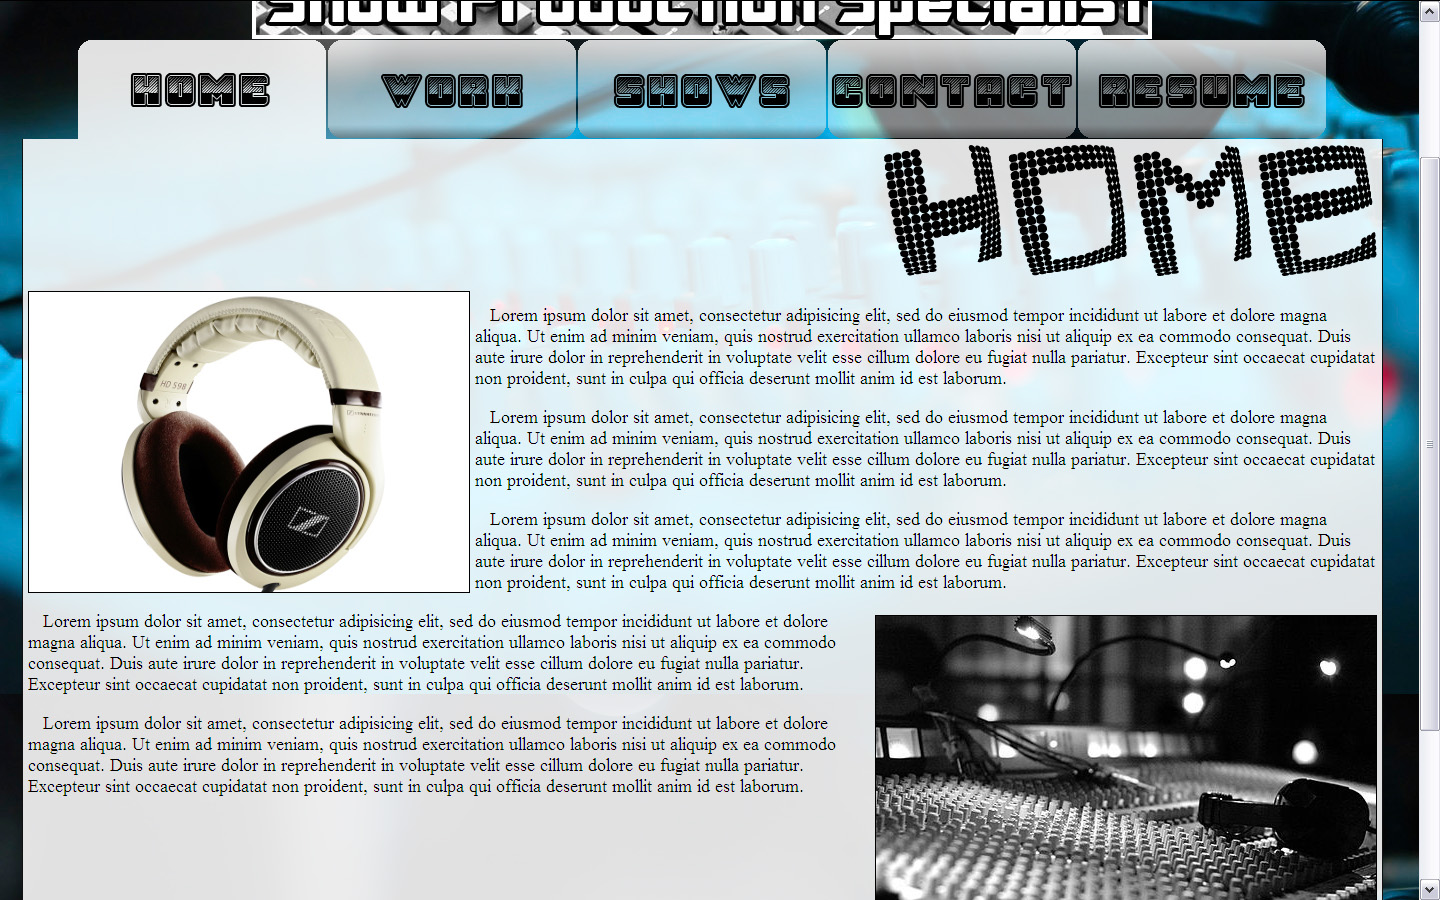 Show Production Specialist
HOME WORK SHOWS CONTACT RESUME
HOME
HD 598
Lorem ipsum dolor sit amet, consectetur adipisicing elit, sed do eiusmod tempor incididunt ut labore et dolore magna
aliqua. Ut enim ad minim veniam, quis nostrud exercitation ullamco laboris nisi ut aliquip ex ea commodo consequat. Duis
aute irure dolor in reprehenderit in voluptate velit esse cillum dolore eu fugiat nulla pariatur. Excepteur sint occaecat cupidatat
non proident, sunt in culpa qui officia deserunt mollit anim id est laborum.
Lorem ipsum dolor sit amet, consectetur adipisicing elit, sed do eiusmod tempor incididunt ut labore et dolore magna
aliqua. Ut enim ad minim veniam, quis nostrud exercitation ullamco laboris nisi ut aliquip ex ea commodo consequat. Duis
aute irure dolor in reprehenderit in voluptate velit esse cillum dolore eu fugiat nulla pariatur. Excepteur sint occaecat cupidatat
non proident, sunt in culpa qui officia deserunt mollit anim id est laborum.
Lorem ipsum dolor sit amet, consectetur adipisicing elit, sed do eiusmod tempor incididunt ut labore et dolore magna
aliqua. Ut enim ad minim veniam, quis nostrud exercitation ullamco laboris nisi ut aliquip ex ea commodo consequat. Duis
aute irure dolor in reprehenderit in voluptate velit esse cillum dolore eu fugiat nulla pariatur. Excepteur sint occaecat cupidatat
non proident, sunt in culpa qui officia deserunt mollit anim id est laborum.
Lorem ipsum dolor sit amet, consectetur adipisicing elit, sed do eiusmod tempor incididunt ut labore et dolore
magna aliqua. Ut enim ad minim veniam, quis nostrud exercitation ullamco laboris nisi ut aliquip ex ea commodo
consequat. Duis aute irure dolor in reprehenderit in voluptate velit esse cillum dolore eu fugiat nulla pariatur.
Excepteur sint occaecat cupidatat non proident, sunt in culpa qui officia deserunt mollit anim id est laborum.
Lorem ipsum dolor sit amet, consectetur adipisicing elit, sed do eiusmod tempor incididunt ut labore et dolore
magna aliqua. Ut enim ad minim veniam, quis nostrud exercitation ullamco laboris nisi ut aliquip ex ea commodo
consequat. Duis aute irure dolor in reprehenderit in voluptate velit esse cillum dolore eu fugiat nulla pariatur.
Excepteur sint occaecat cupidatat non proident, sunt in culpa qui officia deserunt mollit anim id est laborum.